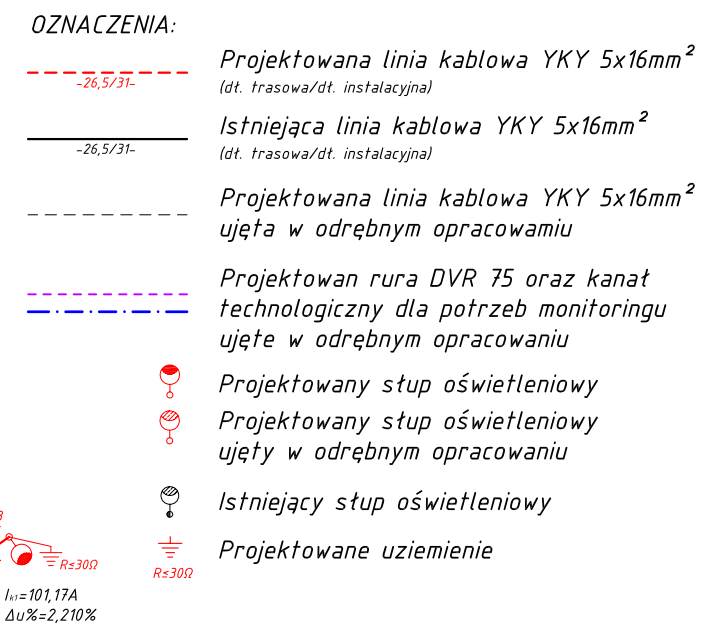 OZNACZENIA:
Projektowana linia kablowa YKY 5x16mm²
-26,5/31-
(dł. trasowa/dł. instalacyjna)
Istniejąca linia kablowa YKY 5x16mm²
-26,5/31-
(dł. trasowa/dł. instalacyjna)
Projektowana linia kablowa YKY 5x16mm²
ujęta w odrębnym opracowamiu
Projektowan rura DVR 75 oraz kanał
technologiczny dla potrzeb monitoringu
ujęte w odrębnym opracowaniu
Projektowany słup oświetleniowy
Projektowany słup oświetleniowy
ujęty w odrębnym opracowaniu
Istniejący słup oświetleniowy
Projektowane uziemienie
R≤30Ω
R≤30Ω
Ik1=101,17A
Δu%=2,210%